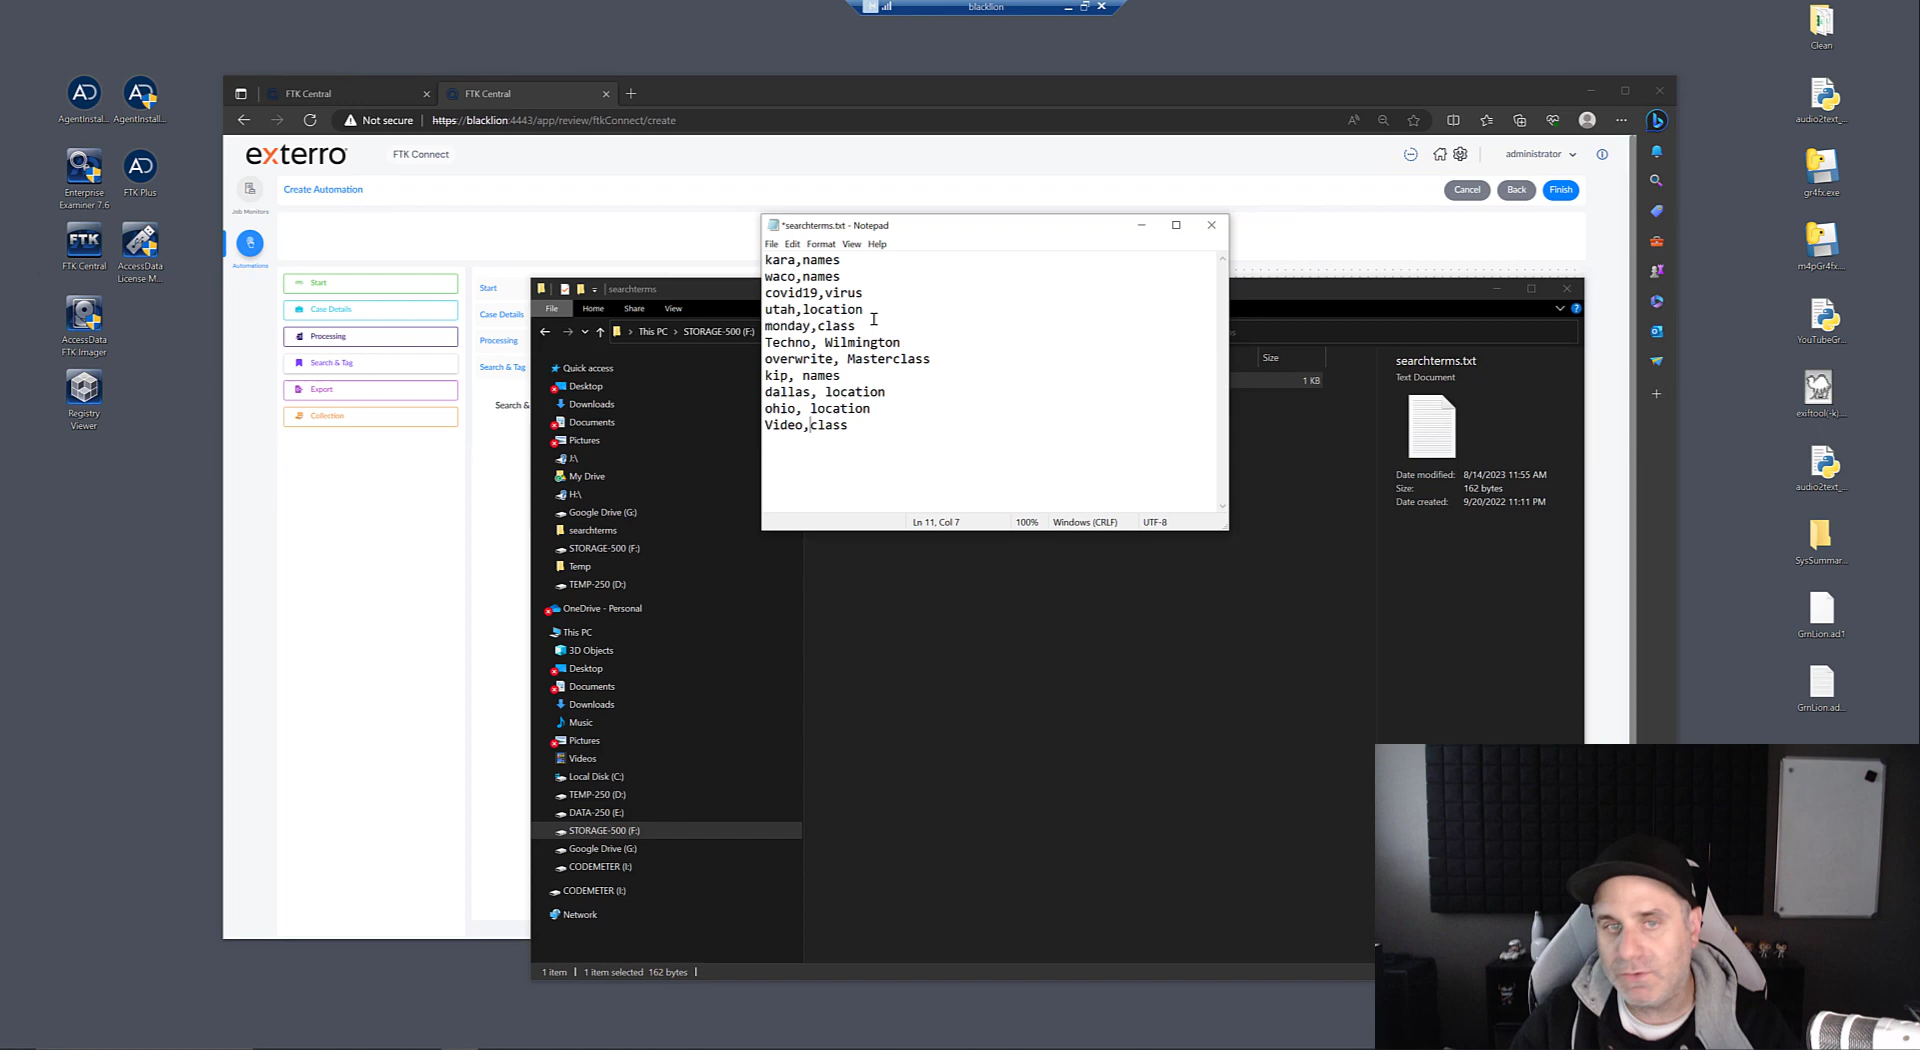 blacklion
FTK Central
FTK Central
Not secure
https://blacklion:4443/app/review/ftkConnect/create
exterro
FTK Connect
administrator
Job Monitors
Automations
Create Automation
Cancel
Back
Finish
Start
Case Details
Processing
Search & Tag
Export
Collection
Start
Case Details
Processing
Search & Tag
Search &
*searchterms.txt - Notepad
File Edit Format View Help
kara,names
waco,names
covid19,virus
utah,location
monday,class
Techno, Wilmington
overwrite, Masterclass
kip, names
dallas, location
ohio, location
Video,class
Ln 11, Col 7
100%
Windows (CRLF)
UTF-8
searchterms
File Home Share View
This PC > STORAGE-500 (F:)
Size
1 KB
Quick access
Desktop
Downloads
Documents
Pictures
J:\
My Drive
H:\
Google Drive (G:)
searchterms
STORAGE-500 (F:)
Temp
TEMP-250 (D:)
OneDrive - Personal
This PC
3D Objects
Desktop
Documents
Downloads
Music
Pictures
Videos
Local Disk (C:)
TEMP-250 (D:)
DATA-250 (E:)
STORAGE-500 (F:)
Google Drive (G:)
CODEMETER (I:)
CODEMETER (I:)
Network
1 item
1 item selected 162 bytes
searchterms.txt
Text Document
Date modified: 8/14/2023 11:55 AM
Size: 162 bytes
Date created: 9/20/2022 11:11 PM
AgentInstal...
AgentInstall...
Enterprise
Examiner 7.6
FTK Plus
FTK
FTK Central
AccessData
License M...
AccessData
FTK Imager
Registry
Viewer
Clean
audio2text_...
gr4fx.exe
m4pGr4fx....
YouTubeGr...
exiftool(-k)....
audio2text_...
SysSummar...
GrnLion.ad1
GrnLion.ad...